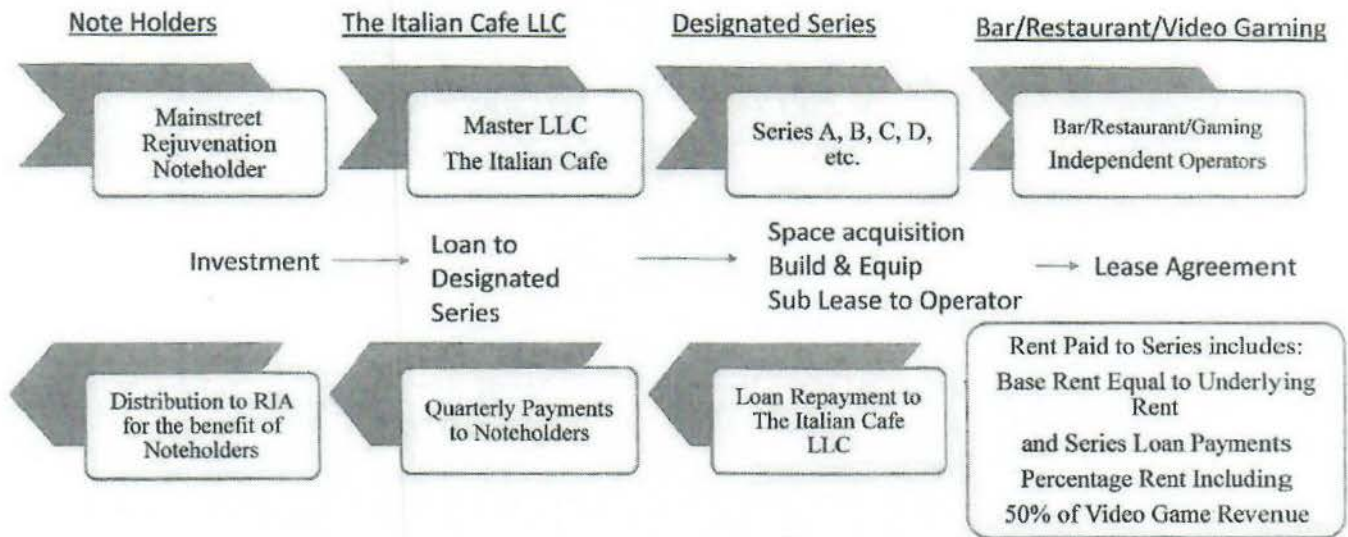 Note Holders
The Italian Cafe LLC
Designated Series
Bar/Restaurant/Video Gaming
Mainstreet
Rejuvenation
Noteholder
Master LLC
The Italian Cafe
Series A, B, C, D,
etc.
Bar/Restaurant/Gaming
Independent Operators
Investment
Loan to
Designated
Series
Space acquisition
Build & Equip
Sub Lease to Operator
Lease Agreement
Distribution to RIA
for the benefit of
Noteholders
Quarterly Payments
to Noteholders
Loan Repayment to
The Italian Cafe
LLC
Rent Paid to Series includes:
Base Rent Equal to Underlying
Rent
and Series Loan Payments
Percentage Rent Including
50% of Video Game Revenue